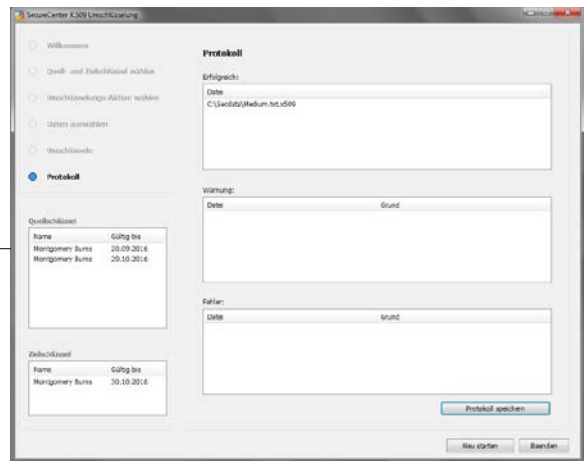 SecureCenter X.509 Umschlüsselung
Willkommen
Quell- und Zielschlüssel wählen
Umschlüsselungs-Aktion wählen
Daten auswählen
Umschlüsseln
Protokoll
Quellschlüssel
Name Gültig bis
Montgomery Burns 20.09.2016
Montgomery Burns 29.10.2016
Zielschlüssel
Name Gültig bis
Montgomery Burns 30.10.2016
Protokoll
Erfolgreich:
Datei
C:\Secdata\Medium.txt.x509
Warnung:
Datei Grund
Fehler:
Datei Grund
Protokoll speichern
Neu starten Beenden